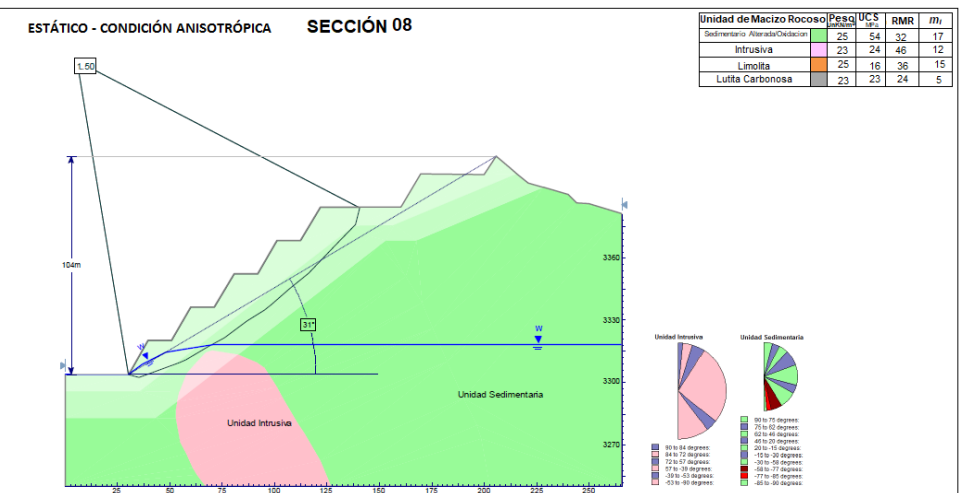 ESTÁTICO - CONDICIÓN ANISOTRÓPICA SECCIÓN 08
Unidad de Macizo Rocoso Peso UCS MPa RMR mi
Sedimentario Alterada/Oxidacion 25 54 32 17
Intrusiva 23 24 46 12
Limolita 25 16 36 15
Lutita Carbonosa 23 23 24 5
1.50
104m
31°
W
W
3360
3330
3300
3270
Unidad Intrusiva
Unidad Sedimentaria
25 50 75 100 125 150 175 200 225 250
Unidad Intrusiva
90 to 84 degrees:
84 to 72 degrees:
72 to 57 degrees:
57 to -39 degrees:
-39 to -53 degrees:
-53 to -90 degrees:
Unidad Sedimentaria
75 to 62 degrees:
62 to 46 degrees:
46 to 20 degrees:
20 to -15 degrees:
-15 to -30 degrees:
-30 to -58 degrees:
-58 to -77 degrees:
-77 to -85 degrees:
-85 to -90 degrees: